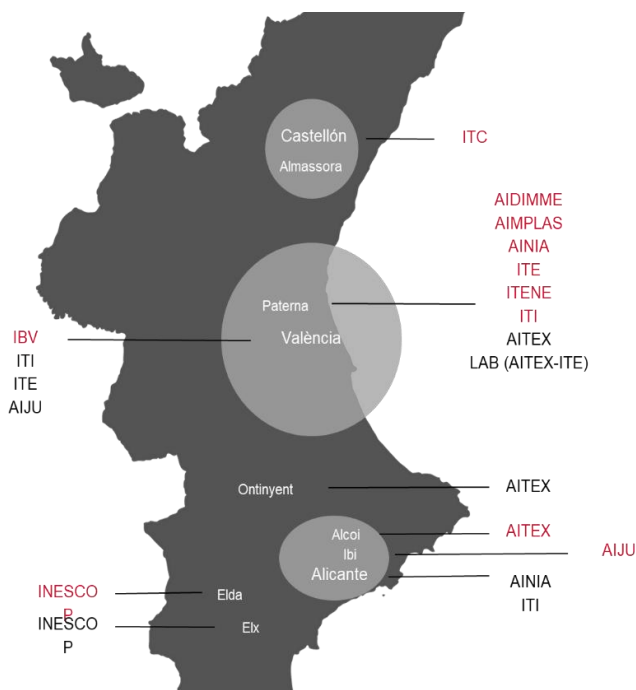 Castellón
Almassora
ITC
AIDIMME
AIMPLAS
AINIA
ITE
ITENE
ITI
AITEX
LAB (AITEX-ITE)
Paterna
València
IBV
ITI
ITE
AIJU
Ontinyent
AITEX
Alcoi
Ibi
Alicante
AITEX
AIJU
AINIA
ITI
INESCO
P
Elda
INESCO
P
Elx